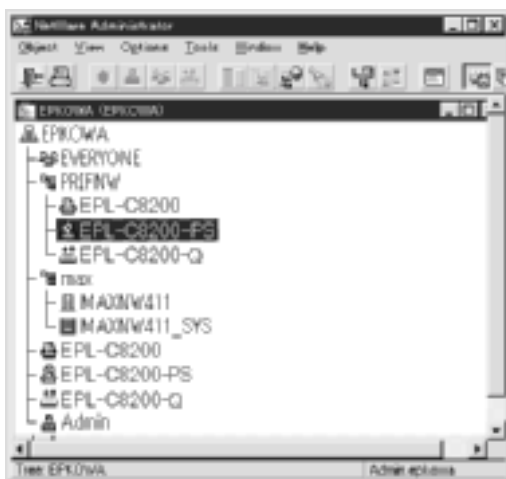 NetWare Administrator
Object View Options Tools Window Help
EPKOWA (EPKOWA)
EPKOWA
EVERYONE
PRIFNW
EPL-C8200
EPL-C8200-PS
EPL-C8200-Q
max
MAXNW411
MAXNW411_SYS
EPL-C8200
EPL-C8200-PS
EPL-C8200-Q
Admin
Tree: EPKOWA Admin.epkowa